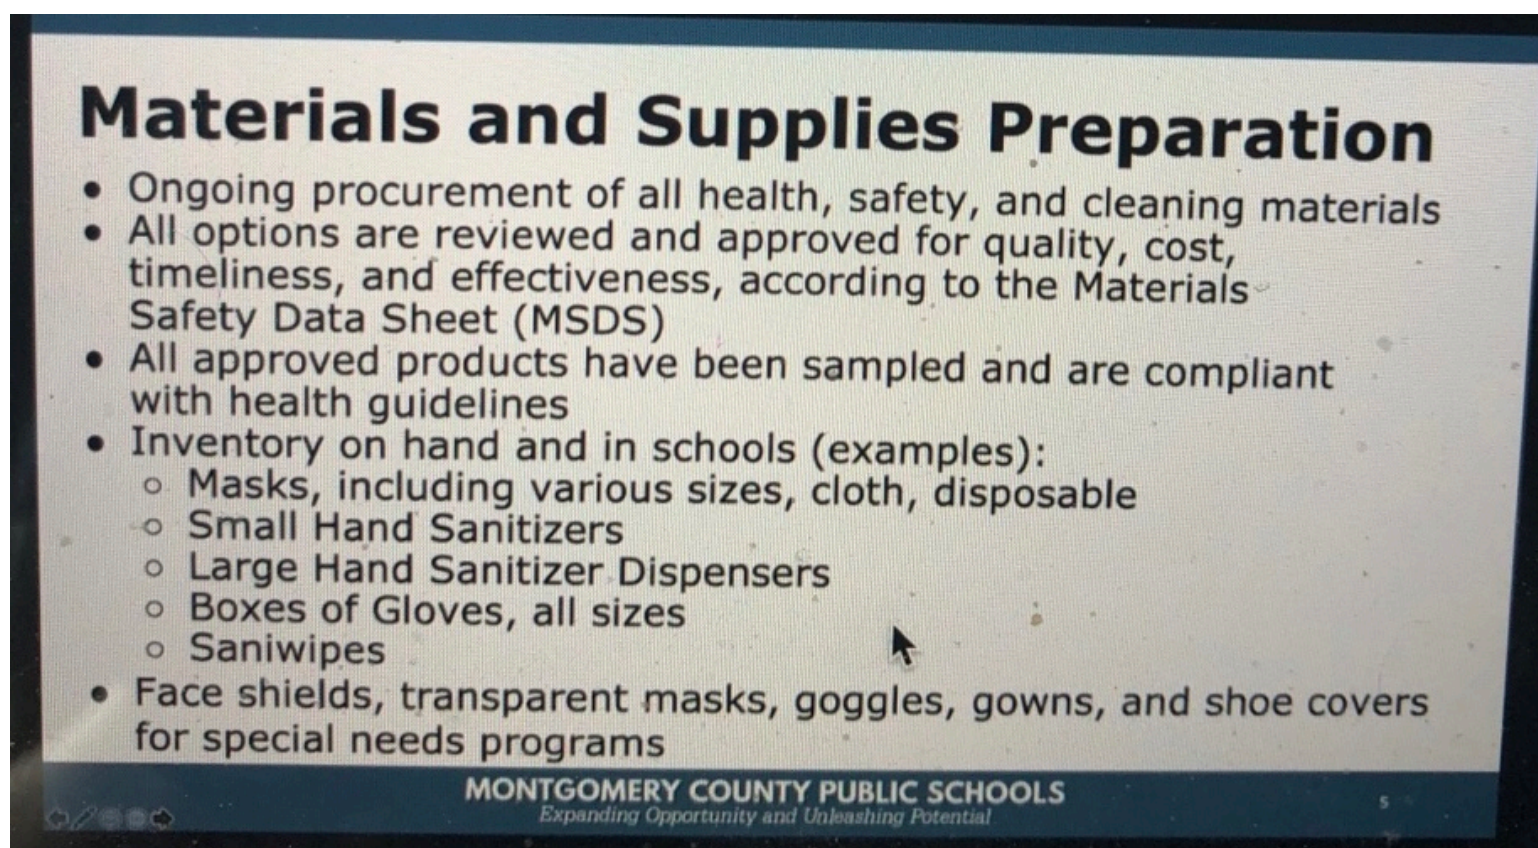 Materials and Supplies Preparation
• Ongoing procurement of all health, safety, and cleaning materials
• All options are reviewed and approved for quality, cost,
timeliness, and effectiveness, according to the Materials
Safety Data Sheet (MSDS)
• All approved products have been sampled and are compliant
with health guidelines
• Inventory on hand and in schools (examples):
○ Masks, including various sizes, cloth, disposable
○ Small Hand Sanitizers
○ Large Hand Sanitizer Dispensers
○ Boxes of Gloves, all sizes
○ Saniwipes
• Face shields, transparent masks, goggles, gowns, and shoe covers
for special needs programs
MONTGOMERY COUNTY PUBLIC SCHOOLS
Expanding Opportunity and Unleashing Potential
5